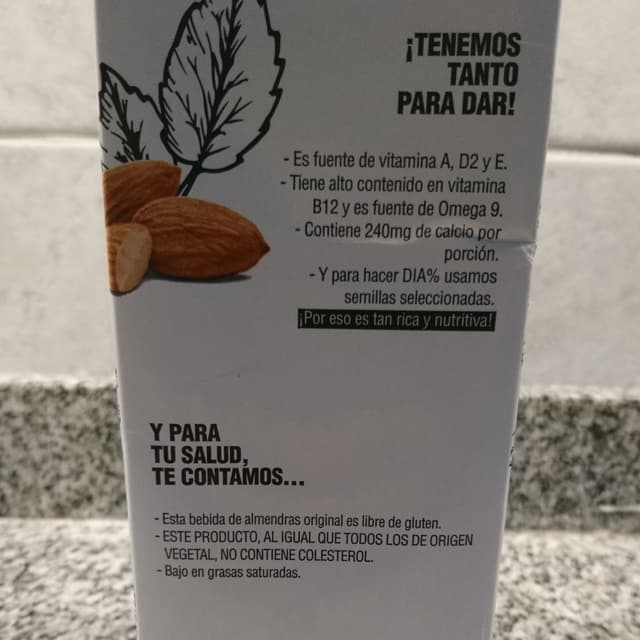 ¡TENEMOS
TANTO
PARA DAR!
- Es fuente de vitamina A, D2 y E.
- Tiene alto contenido en vitamina
B12 y es fuente de Omega 9.
- Contiene 240mg de calcio por
porción.
- Y para hacer DIA% usamos
semillas seleccionadas.
¡Por eso es tan rica y nutritiva!
Y PARA
TU SALUD,
TE CONTAMOS...
- Esta bebida de almendras original es libre de gluten.
- ESTE PRODUCTO, AL IGUAL QUE TODOS LOS DE ORIGEN
VEGETAL, NO CONTIENE COLESTEROL.
- Bajo en grasas saturadas.